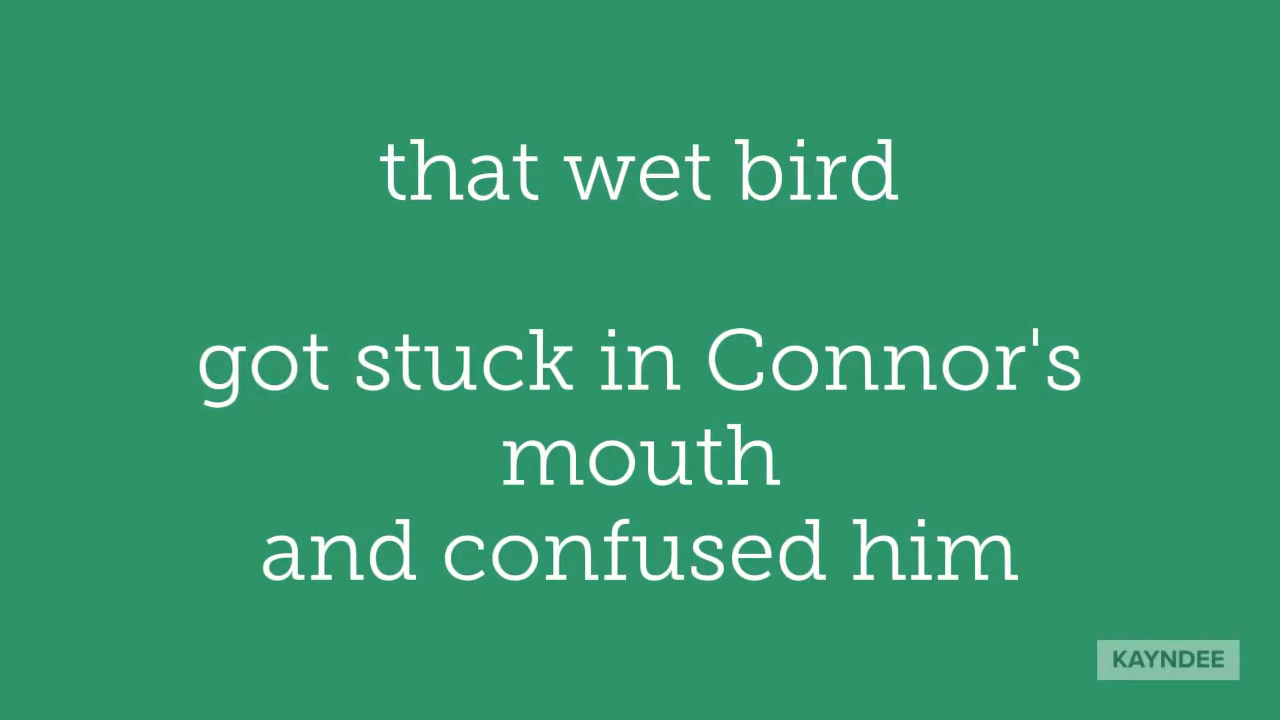 that wet bird
got stuck in Connor's
mouth
and confused him
KAYNDEE